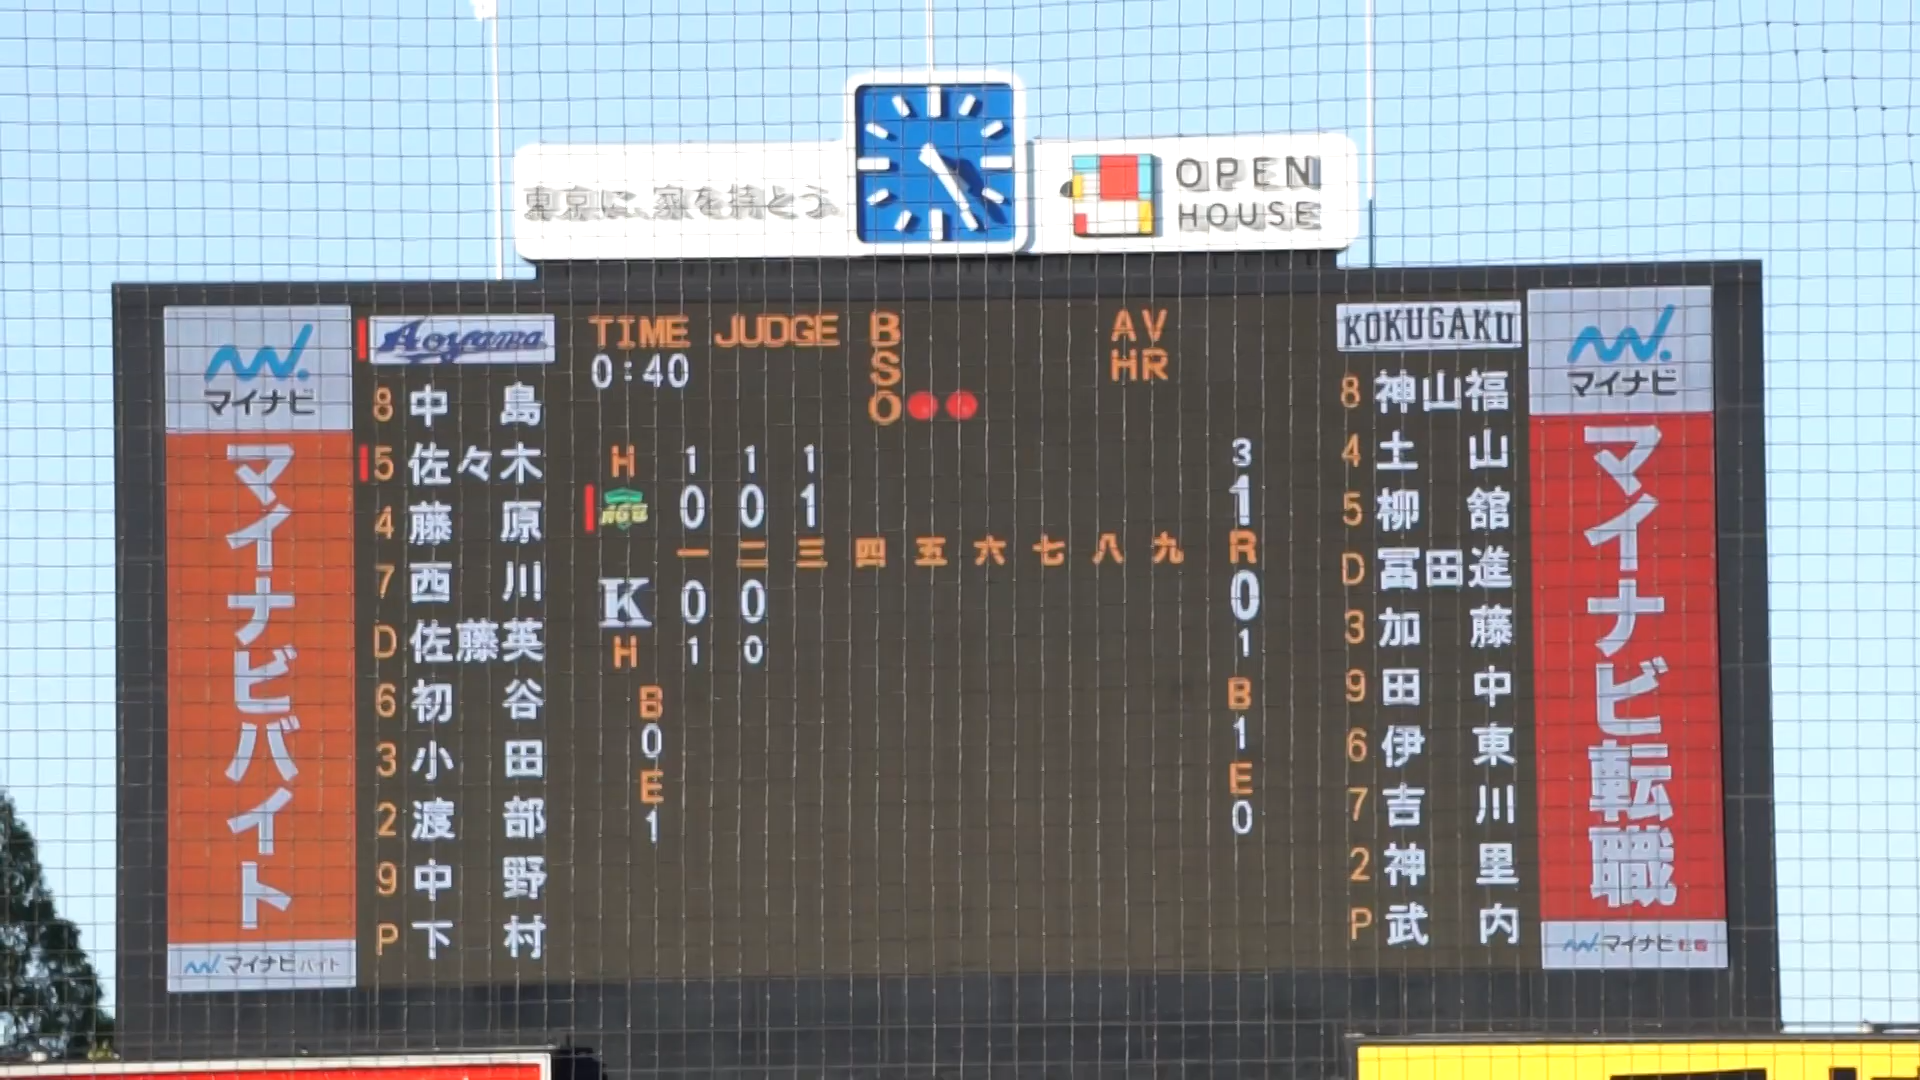 東京に、家を持とう
OPEN
HOUSE
マイナビ
マイナビバイト
マイナビバイト
Aoyama
8 中島
5 佐々木
4 藤原
7 西川
D 佐藤英
6 初谷
3 小田
2 渡部
9 中野
P 下村
TIME JUDGE
0:40
B
S
O
AV
HR
H 1 1 1 3
AGU 0 0 1 1
一 二 三 四 五 六 七 八 九 R
K 0 0 0
H 1 0 1
B B
0 1
E E
1 0
KOKUGAKU
8 神山福
4 土山
5 柳舘
D 冨田進
3 加藤
9 田中
6 伊東
7 吉川
2 神里
P 武内
マイナビ
マイナビ転職
マイナビ転職